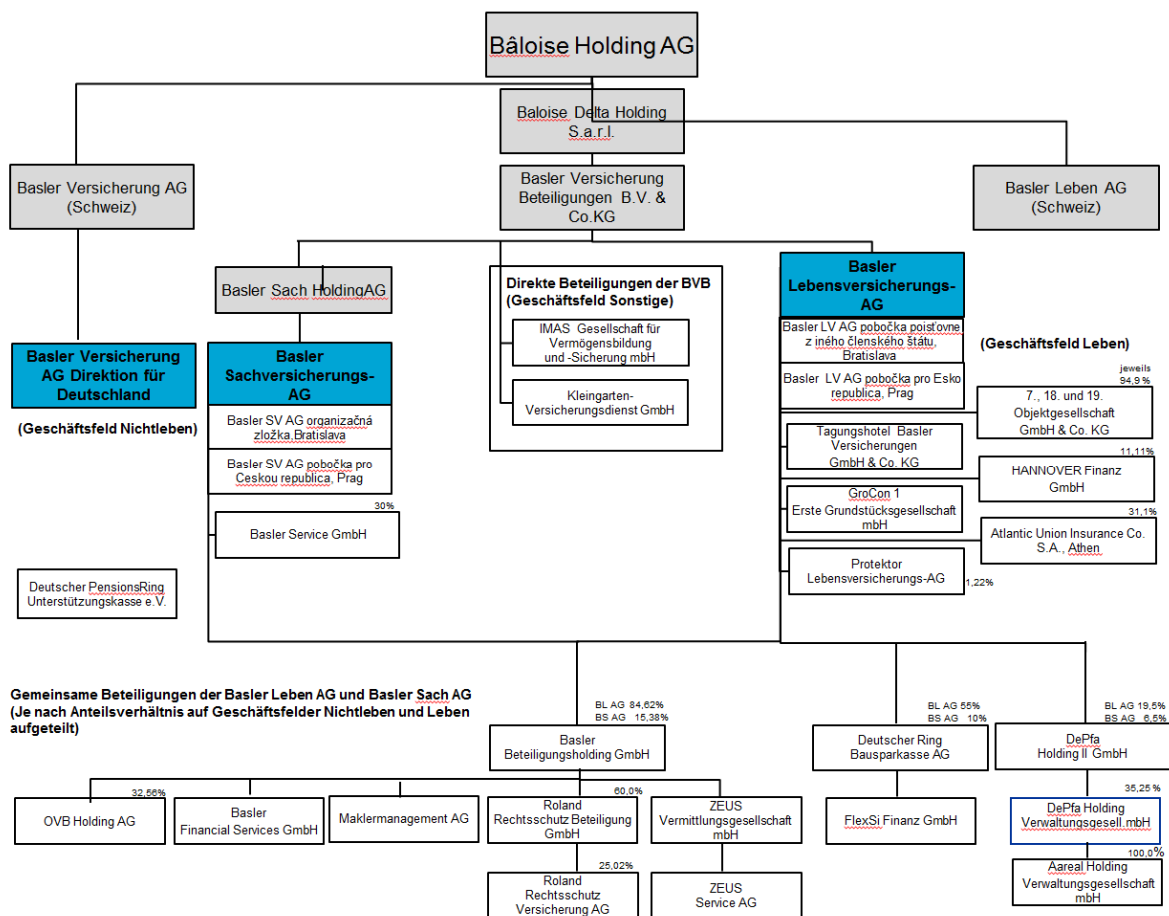 Bâloise Holding AG
Baloise Delta Holding
S.a.r.l.
Basler Versicherung AG
(Schweiz)
Basler Versicherung
Beteiligungen B.V. &
Co.KG
Basler Leben AG
(Schweiz)
Basler Sach HoldingAG
Direkte Beteiligungen der BVB
(Geschäftsfeld Sonstige)
IMAS Gesellschaft für
Vermögensbildung
und -Sicherung mbH
Kleingarten-
Versicherungsdienst GmbH
Basler
Lebensversicherungs-
AG
Basler LV AG pobočka poisťovne
z iného členského štátu,
Bratislava
Basler LV AG pobočka pro Esko
republica, Prag
(Geschäftsfeld Leben)
Basler Versicherung
AG Direktion für
Deutschland
(Geschäftsfeld Nichtleben)
Basler
Sachversicherungs-
AG
Basler SV AG organizačná
zložka,Bratislava
Basler SV AG pobočka pro
Ceskou republica, Prag
30%
Basler Service GmbH
jeweils
94,9 %
7., 18. und 19.
Objektgesellschaft
GmbH & Co. KG
Tagungshotel Basler
Versicherungen
GmbH & Co. KG
11,11%
HANNOVER Finanz
GmbH
GroCon 1
Erste Grundstücksgesellschaft
mbH
31,1%
Atlantic Union Insurance Co.
S.A., Athen
Protektor
Lebensversicherungs-AG
1,22%
Deutscher PensionsRing
Unterstützungskasse e.V.
Gemeinsame Beteiligungen der Basler Leben AG und Basler Sach AG
(Je nach Anteilsverhältnis auf Geschäftsfelder Nichtleben und Leben
aufgeteilt)
BL AG 84,62%
BS AG 15,38%
Basler
Beteiligungsholding GmbH
BL AG 55%
BS AG 10%
Deutscher Ring
Bausparkasse AG
BL AG 19,5%
BS AG 6,5%
DePfa
Holding II GmbH
32,56%
OVB Holding AG
Basler
Financial Services GmbH
Maklermanagement AG
60,0%
Roland
Rechtsschutz Beteiligung
GmbH
ZEUS
Vermittlungsgesellschaft
mbH
FlexSi Finanz GmbH
35,25 %
DePfa Holding
Verwaltungsgesell.mbH
25,02%
Roland
Rechtsschutz
Versicherung AG
ZEUS
Service AG
100,0%
Aareal Holding
Verwaltungsgesellschaft
mbH